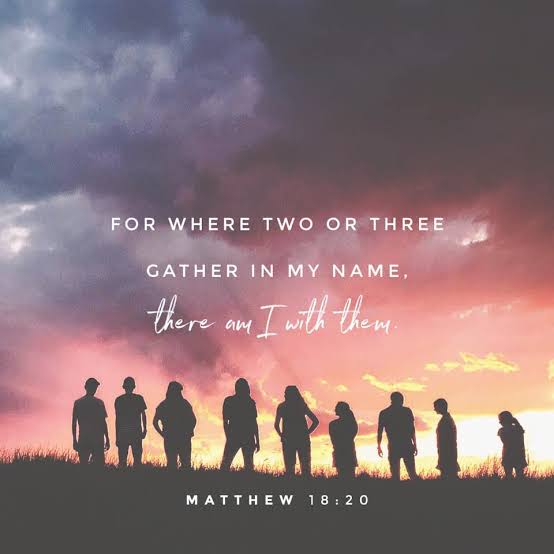 FOR WHERE TWO OR THREE
GATHER IN MY NAME,
there am I with them.
MATTHEW 18:20